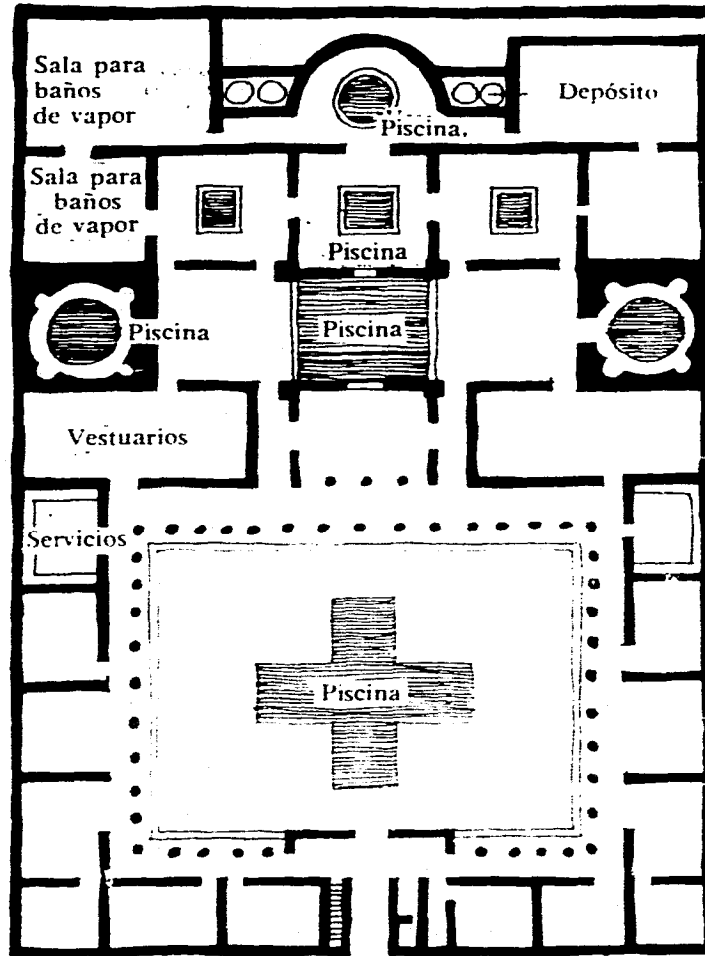 Sala para
baños
de vapor
Depósito
Piscina.
Sala para
baños
de vapor
Piscina
Piscina
Piscina
Vestuarios
Servicios
Piscina